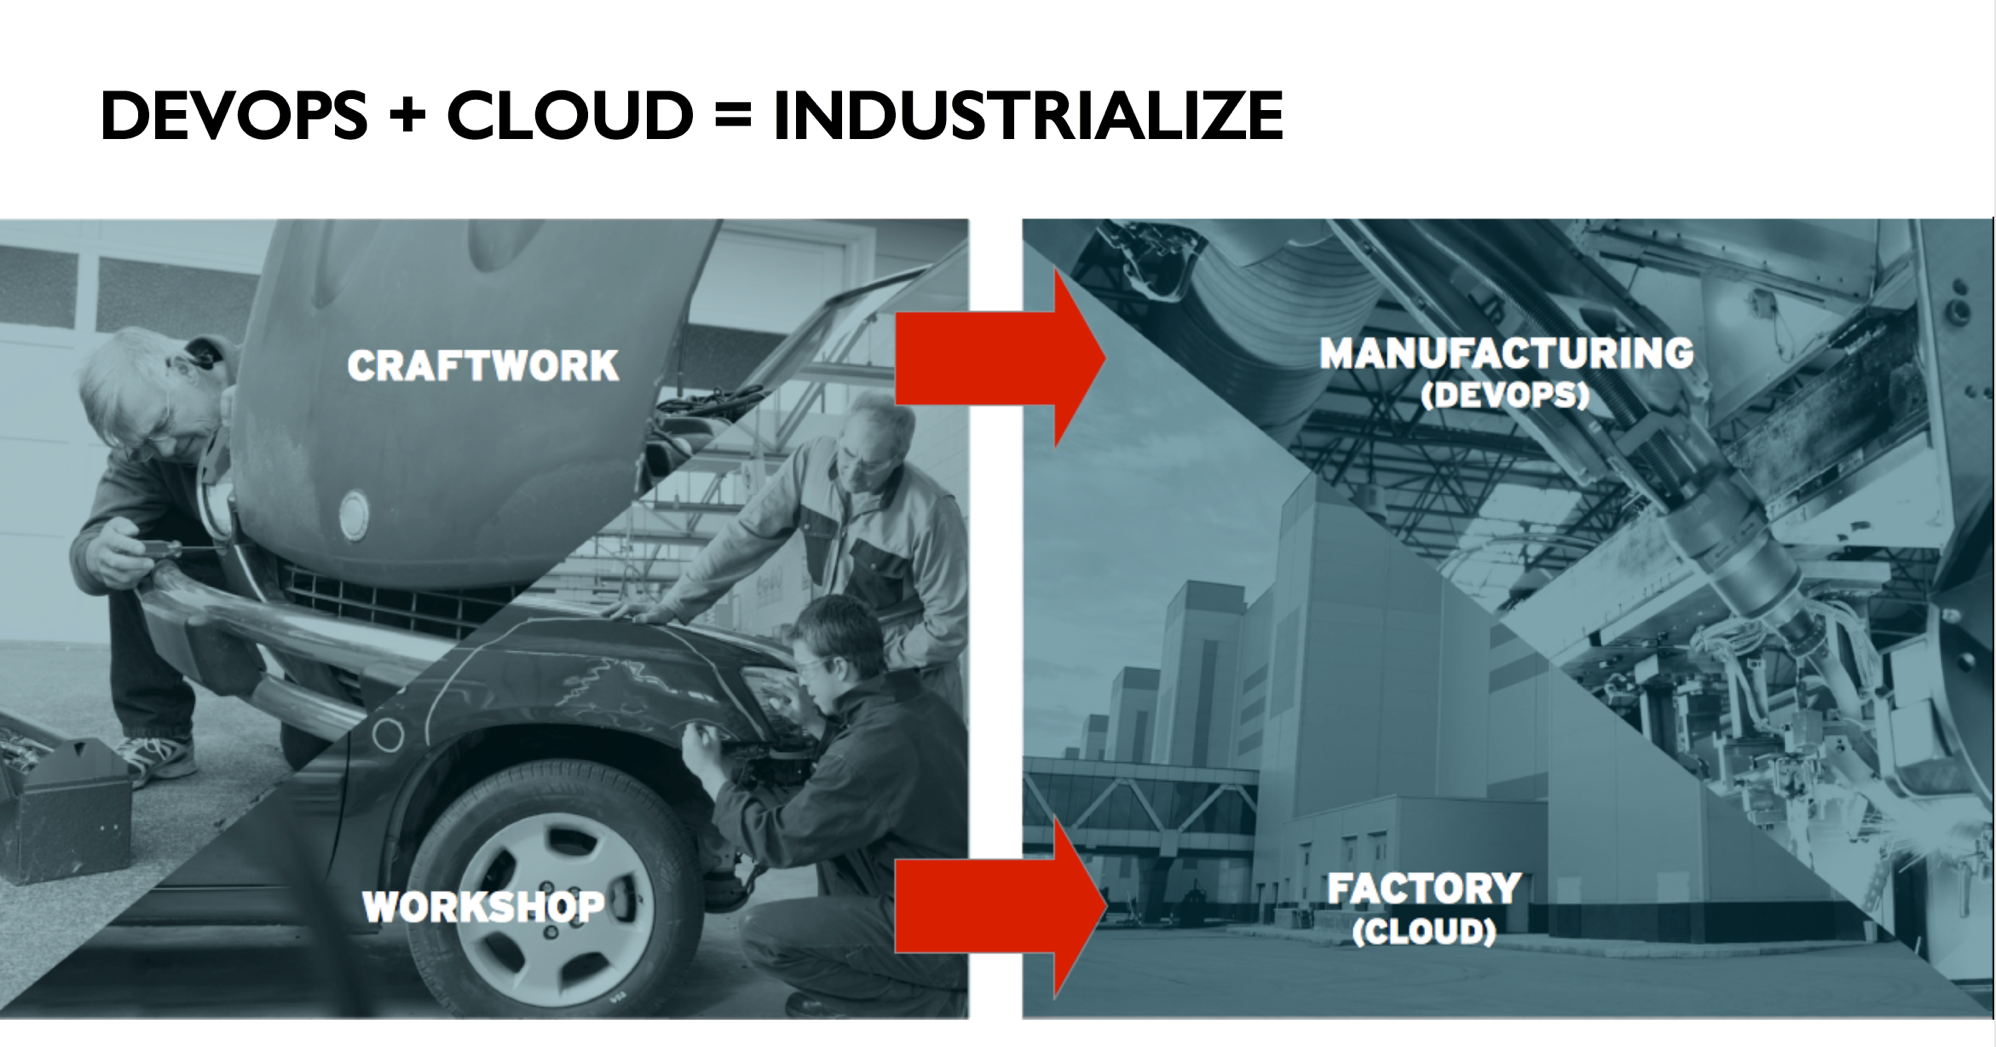 DEVOPS + CLOUD = INDUSTRIALIZE
CRAFTWORK
MANUFACTURING
(DEVOPS)
WORKSHOP
FACTORY
(CLOUD)